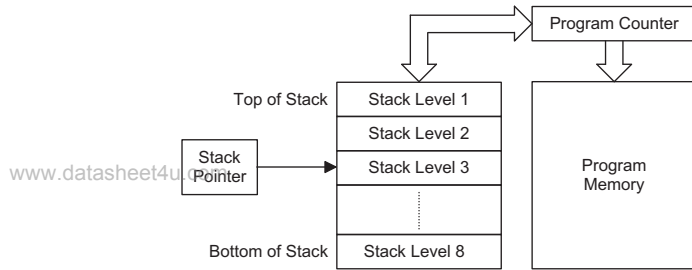 Program Counter
Top of Stack
Stack Level 1
Stack Level 2
Stack
Pointer
Stack Level 3
www.datasheet4u.com
Program
Memory
Bottom of Stack
Stack Level 8